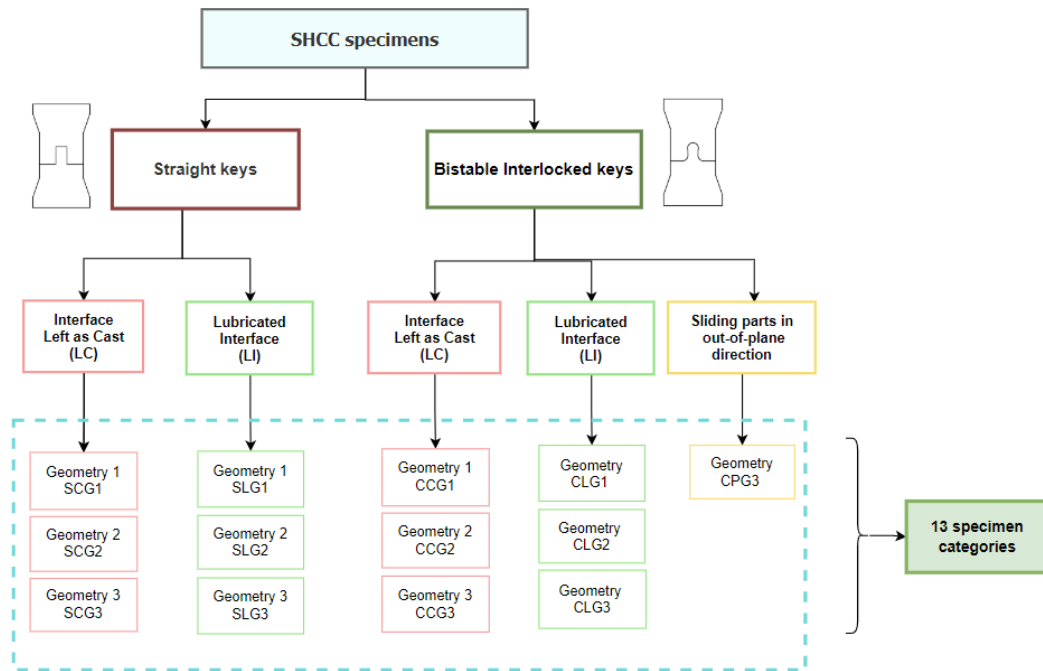 SHCC specimens
Straight keys
Bistable Interlocked keys
Interface
Left as Cast
(LC)
Lubricated
Interface
(LI)
Interface
Left as Cast
(LC)
Lubricated
Interface
(LI)
Sliding parts in
out-of-plane
direction
Geometry 1
SCG1
Geometry 2
SCG2
Geometry 3
SCG3
Geometry 1
SLG1
Geometry 2
SLG2
Geometry 3
SLG3
Geometry 1
CCG1
Geometry 2
CCG2
Geometry 3
CCG3
Geometry
CLG1
Geometry
CLG2
Geometry
CLG3
Geometry
CPG3
13 specimen
categories